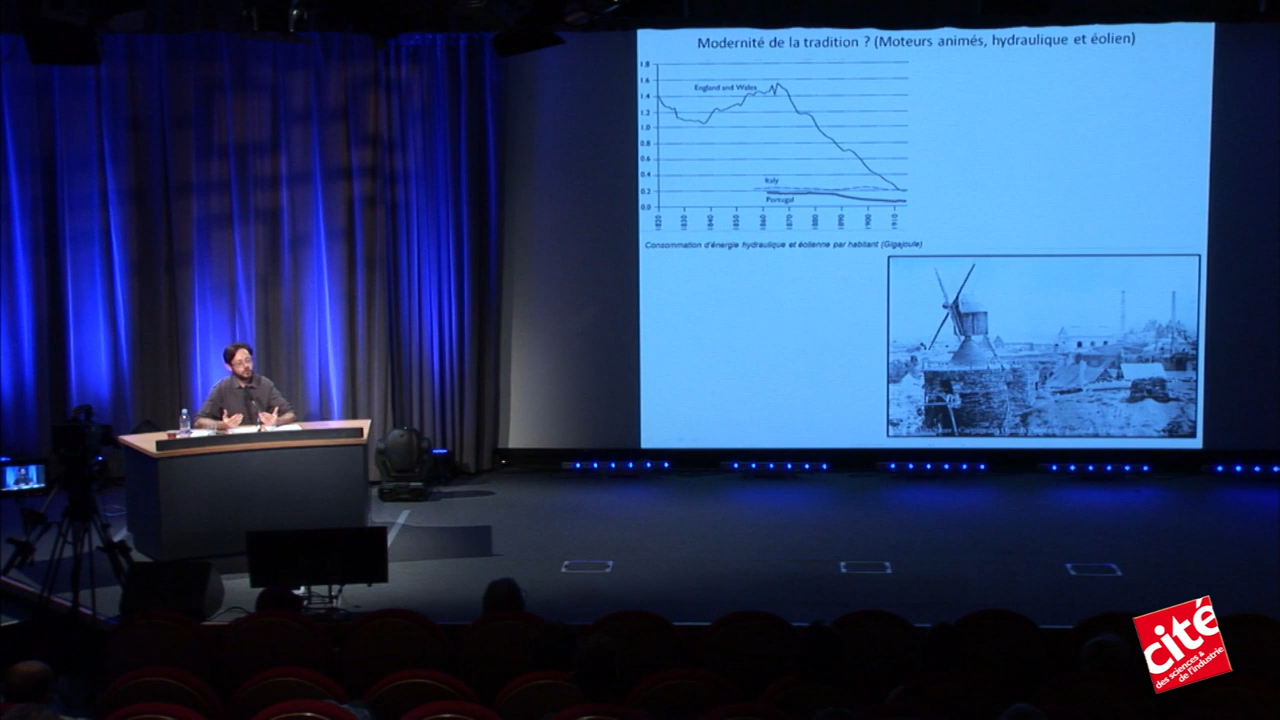 Modernité de la tradition ? (Moteurs animés, hydraulique et éolien)
1.8
1.6
England and Wales
1.4
1.2
1.0
0.8
0.6
0.4
Italy
0.2
Portugal
0.0
1820 1830 1840 1850 1860 1870 1880 1890 1900 1910
Consommation d'énergie hydraulique et éolienne par habitant (Gigajoule)
cité
des sciences &
de l'industrie